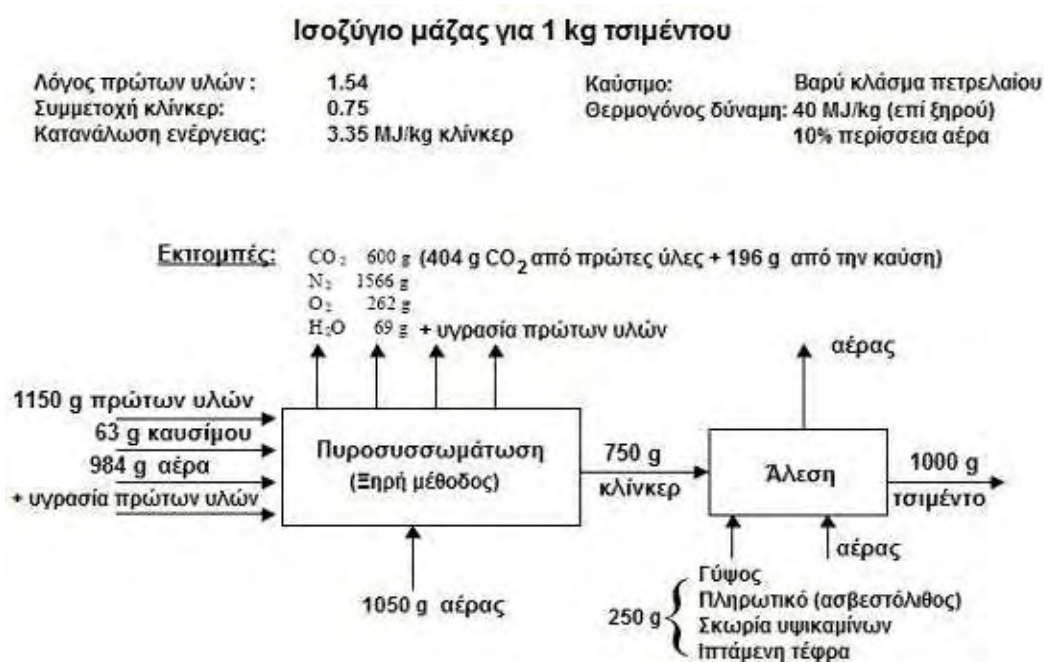 Ισοζύγιο μάζας για 1 kg τσιμέντου
Λόγος πρώτων υλών : 1.54
Συμμετοχή κλίνκερ: 0.75
Κατανάλωση ενέργειας: 3.35 MJ/kg κλίνκερ
Καύσιμο: Βαρύ κλάσμα πετρελαίου
Θερμογόνος δύναμη: 40 MJ/kg (επί ξηρού)
10% περίσσεια αέρα
Εκπομπές: CO₂ 600 g (404 g CO₂ από πρώτες ύλες + 196 g από την καύση)
N₂ 1566 g
O₂ 262 g
H₂O 69 g + υγρασία πρώτων υλών
1150 g πρώτων υλών
63 g καυσίμου
984 g αέρα
+ υγρασία πρώτων υλών
Πυροσυσσωμάτωση
(Ξηρή μέθοδος)
1050 g αέρας
750 g
κλίνκερ
αέρας
Άλεση
1000 g
τσιμέντο
αέρας
250 g
Γύψος
Πληρωτικό (ασβεστόλιθος)
Σκωρία υψικαμίνων
Ιπτάμενη τέφρα